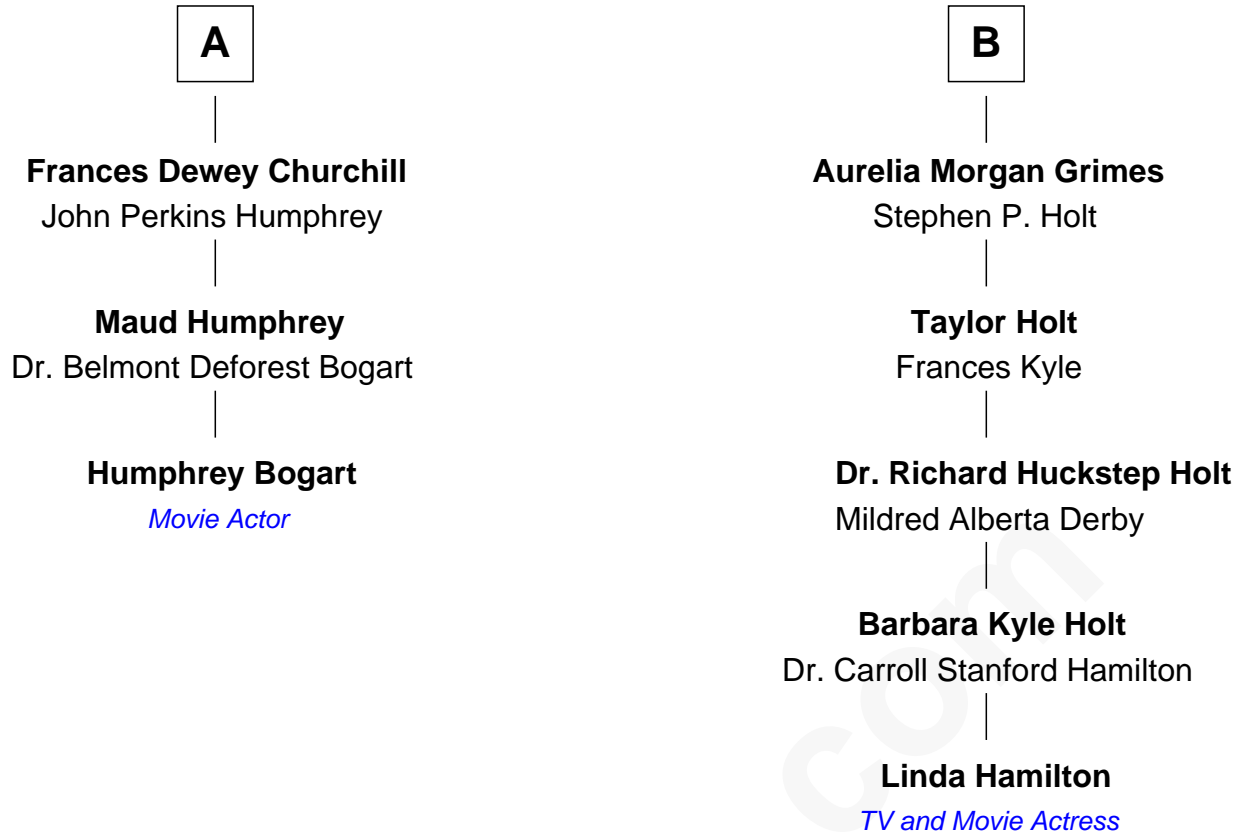 A
Frances Dewey Churchill
John Perkins Humphrey
Maud Humphrey
Dr. Belmont Deforest Bogart
Humphrey Bogart
Movie Actor
B
Aurelia Morgan Grimes
Stephen P. Holt
Taylor Holt
Frances Kyle
Dr. Richard Huckstep Holt
Mildred Alberta Derby
Barbara Kyle Holt
Dr. Carroll Stanford Hamilton
Linda Hamilton
TV and Movie Actress
com